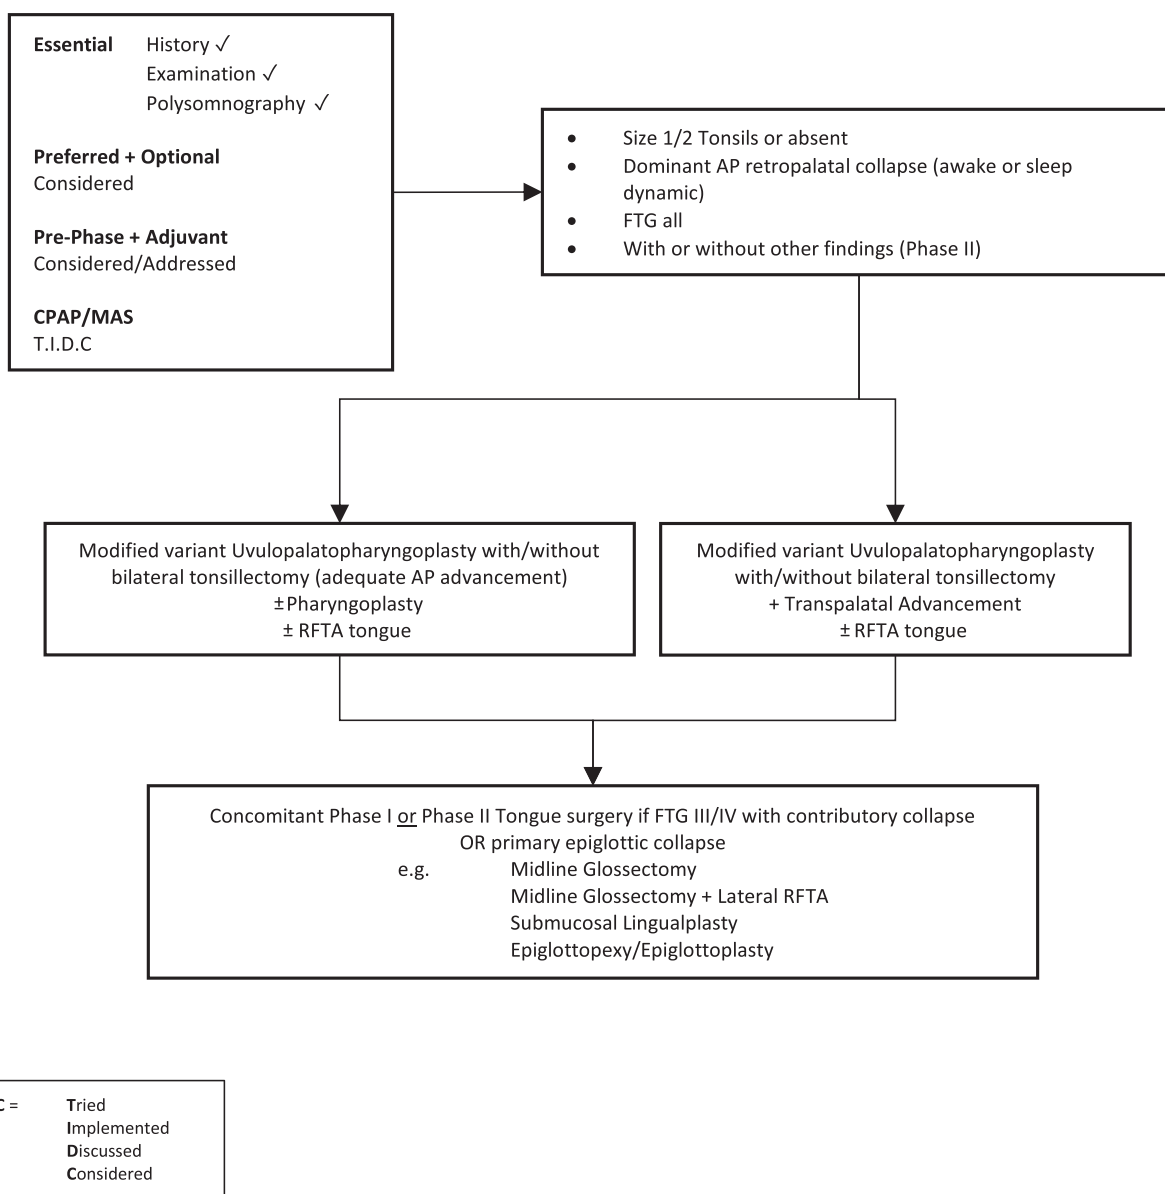 Essential History ✓
Examination ✓
Polysomnography ✓
Preferred + Optional
Considered
Pre-Phase + Adjuvant
Considered/Addressed
CPAP/MAS
T.I.D.C
• Size 1/2 Tonsils or absent
• Dominant AP retropalatal collapse (awake or sleep
dynamic)
• FTG all
• With or without other findings (Phase II)
Modified variant Uvulopalatopharyngoplasty with/without
bilateral tonsillectomy (adequate AP advancement)
±Pharyngoplasty
± RFTA tongue
Modified variant Uvulopalatopharyngoplasty
with/without bilateral tonsillectomy
+ Transpalatal Advancement
± RFTA tongue
Concomitant Phase I or Phase II Tongue surgery if FTG III/IV with contributory collapse
OR primary epiglottic collapse
e.g. Midline Glossectomy
Midline Glossectomy + Lateral RFTA
Submucosal Lingualplasty
Epiglottopexy/Epiglottoplasty
C = Tried
Implemented
Discussed
Considered